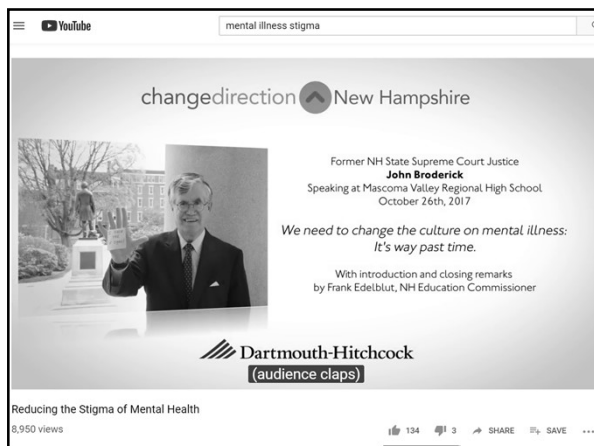 YouTube
mental illness stigma
changedirection New Hampshire
Former NH State Supreme Court Justice
John Broderick
Speaking at Mascoma Valley Regional High School
October 26th, 2017
We need to change the culture on mental illness:
It's way past time.
With introduction and closing remarks
by Frank Edelblut, NH Education Commissioner
Dartmouth-Hitchcock
(audience claps)
Reducing the Stigma of Mental Health
8,950 views
134 3 SHARE SAVE ...